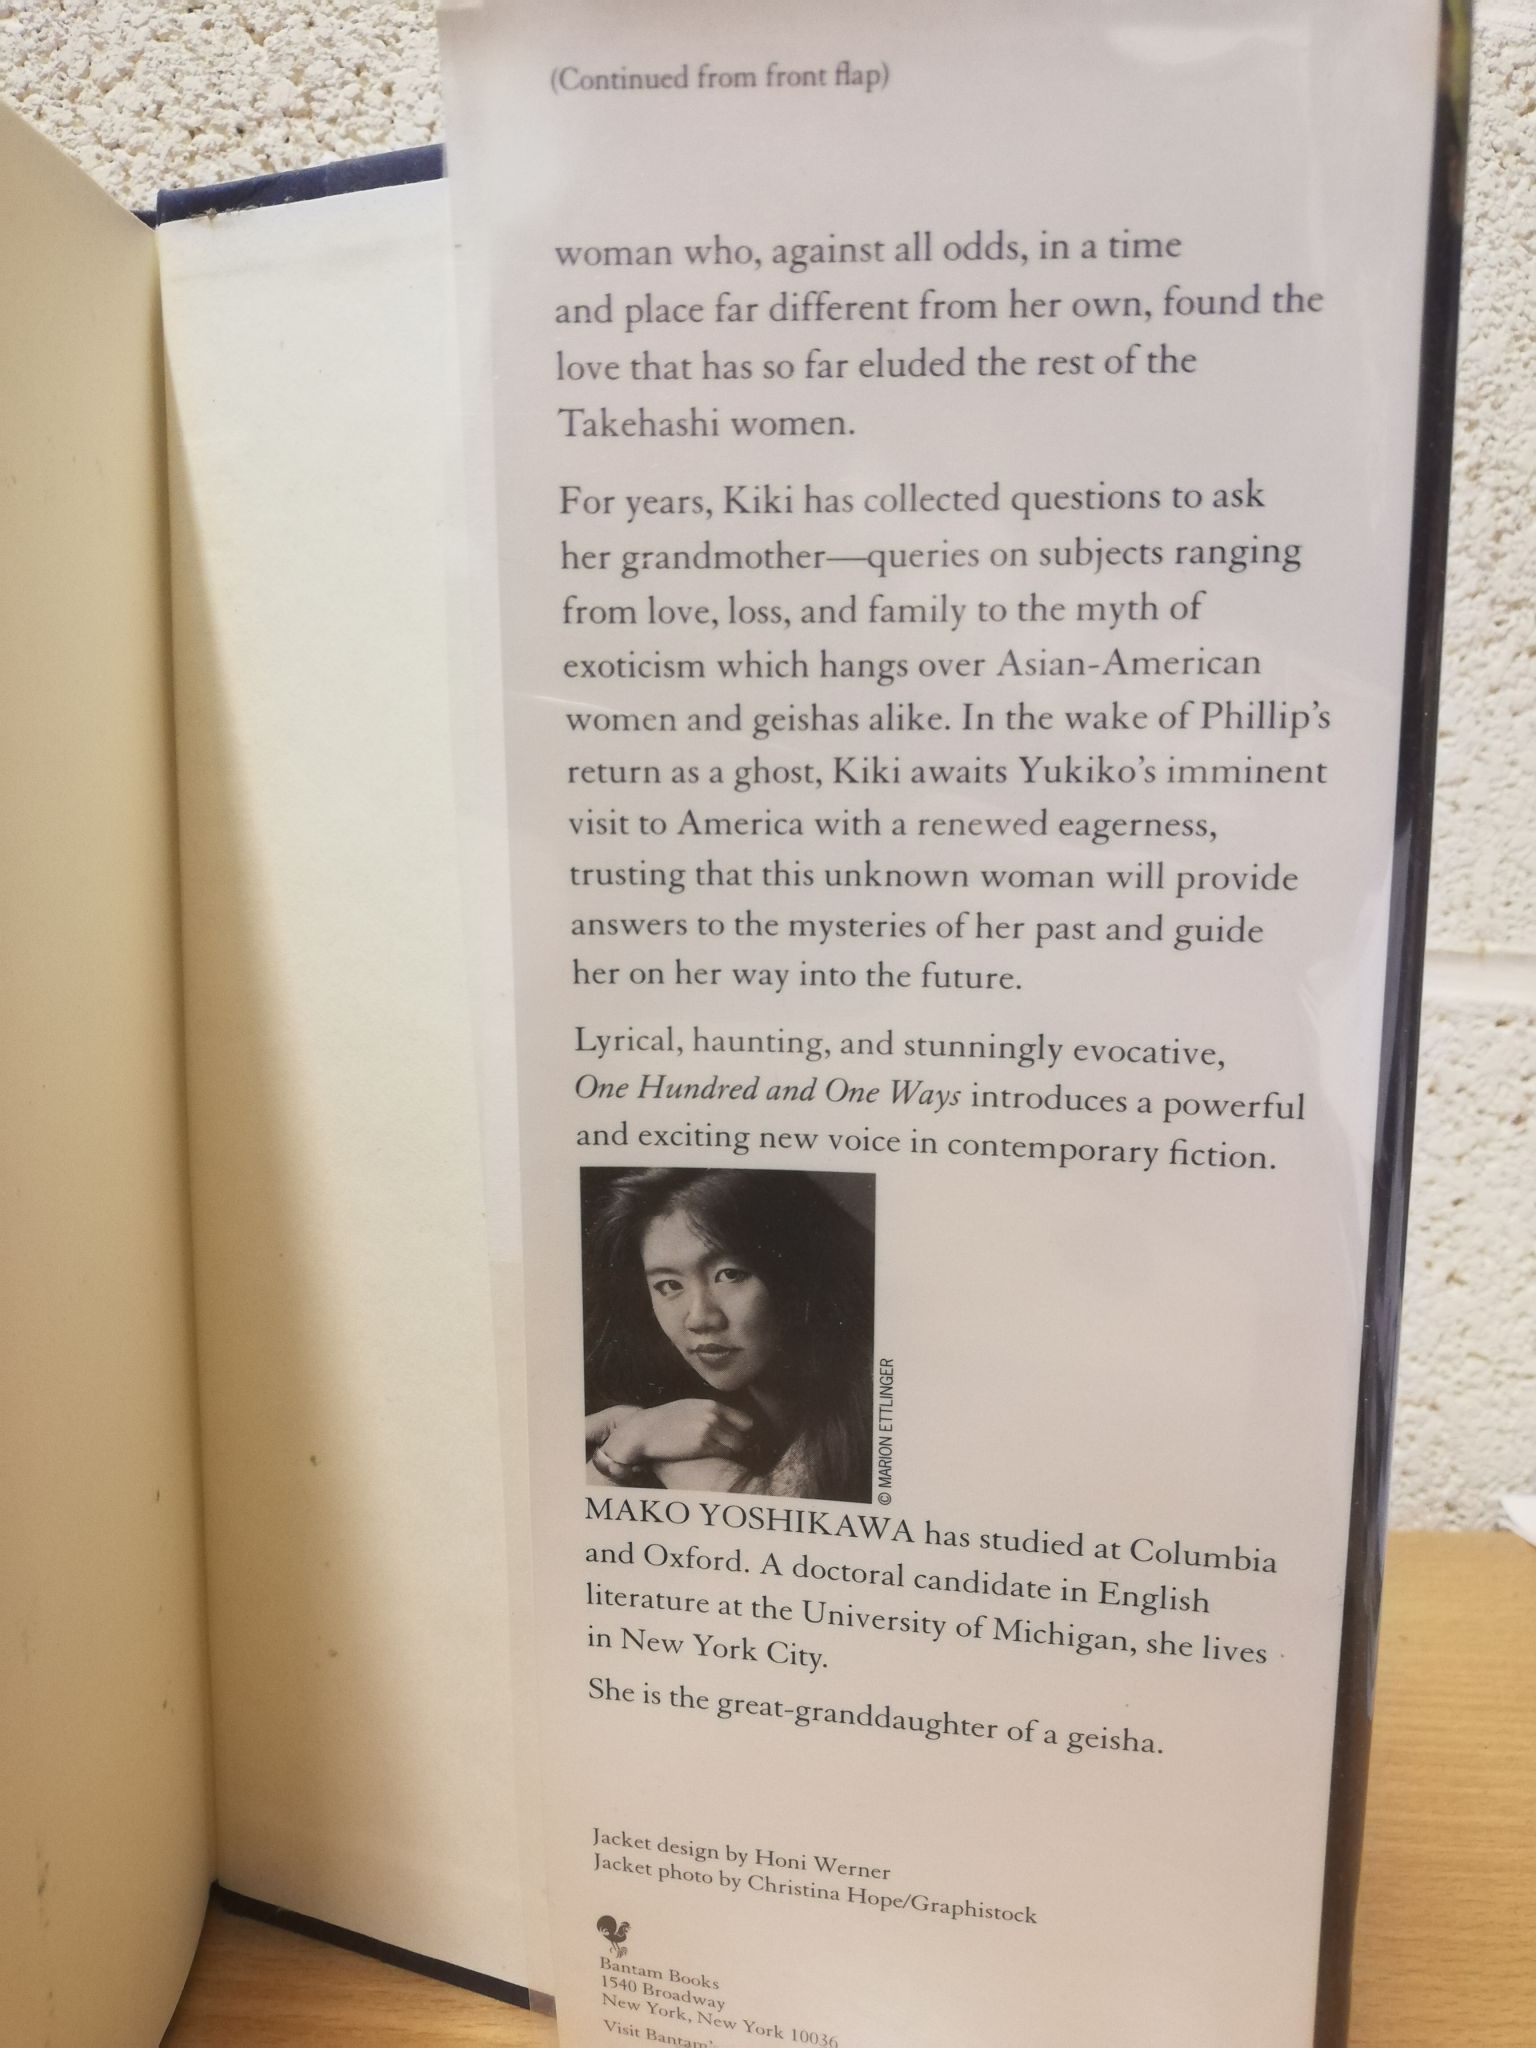 (Continued from front flap)
woman who, against all odds, in a time
and place far different from her own, found the
love that has so far eluded the rest of the
Takehashi women.
For years, Kiki has collected questions to ask
her grandmother—queries on subjects ranging
from love, loss, and family to the myth of
exoticism which hangs over Asian-American
women and geishas alike. In the wake of Phillip's
return as a ghost, Kiki awaits Yukiko's imminent
visit to America with a renewed eagerness,
trusting that this unknown woman will provide
answers to the mysteries of her past and guide
her on her way into the future.
Lyrical, haunting, and stunningly evocative,
One Hundred and One Ways introduces a powerful
and exciting new voice in contemporary fiction.
© MARION ETTLINGER
MAKO YOSHIKAWA has studied at Columbia
and Oxford. A doctoral candidate in English
literature at the University of Michigan, she lives
in New York City.
She is the great-granddaughter of a geisha.
Jacket design by Honi Werner
Jacket photo by Christina Hope/Graphistock
Bantam Books
1540 Broadway
New York, New York 10036
Visit Bantam's